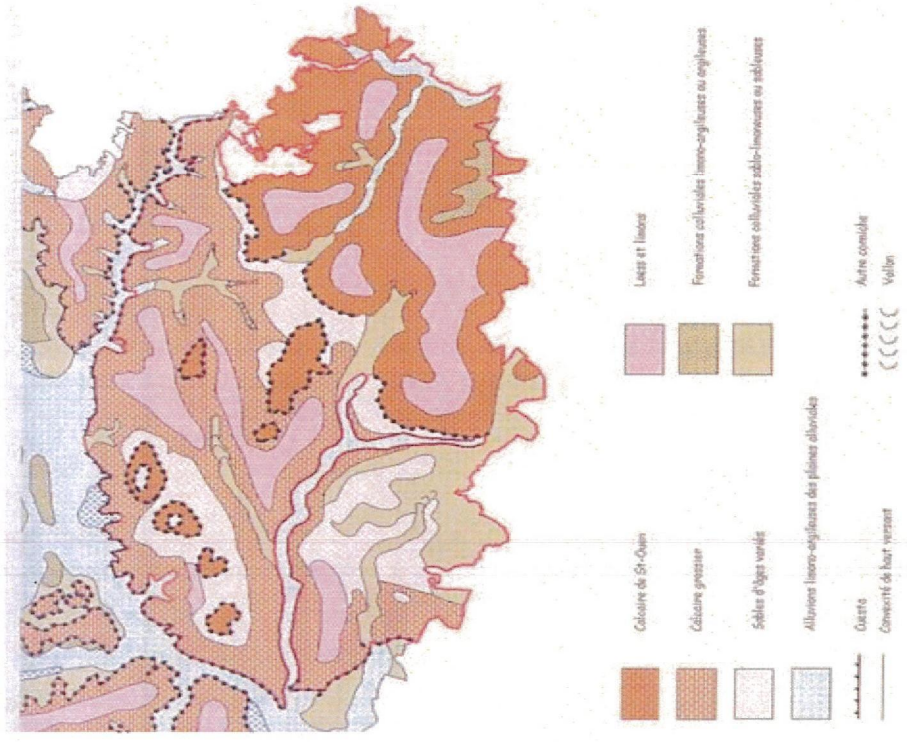 Calcaire de St-Ouen
Calcaire grossier
Sables d'âges variés
Alluvions limono-argileuses des plaines alluviales
Cuesta
Convexité de haut versant
Loess et limons
Formations colluviales limono-argileuses ou argileuses
Formations colluviales sablo-limoneuses ou sableuses
Autre corniche
Vallon